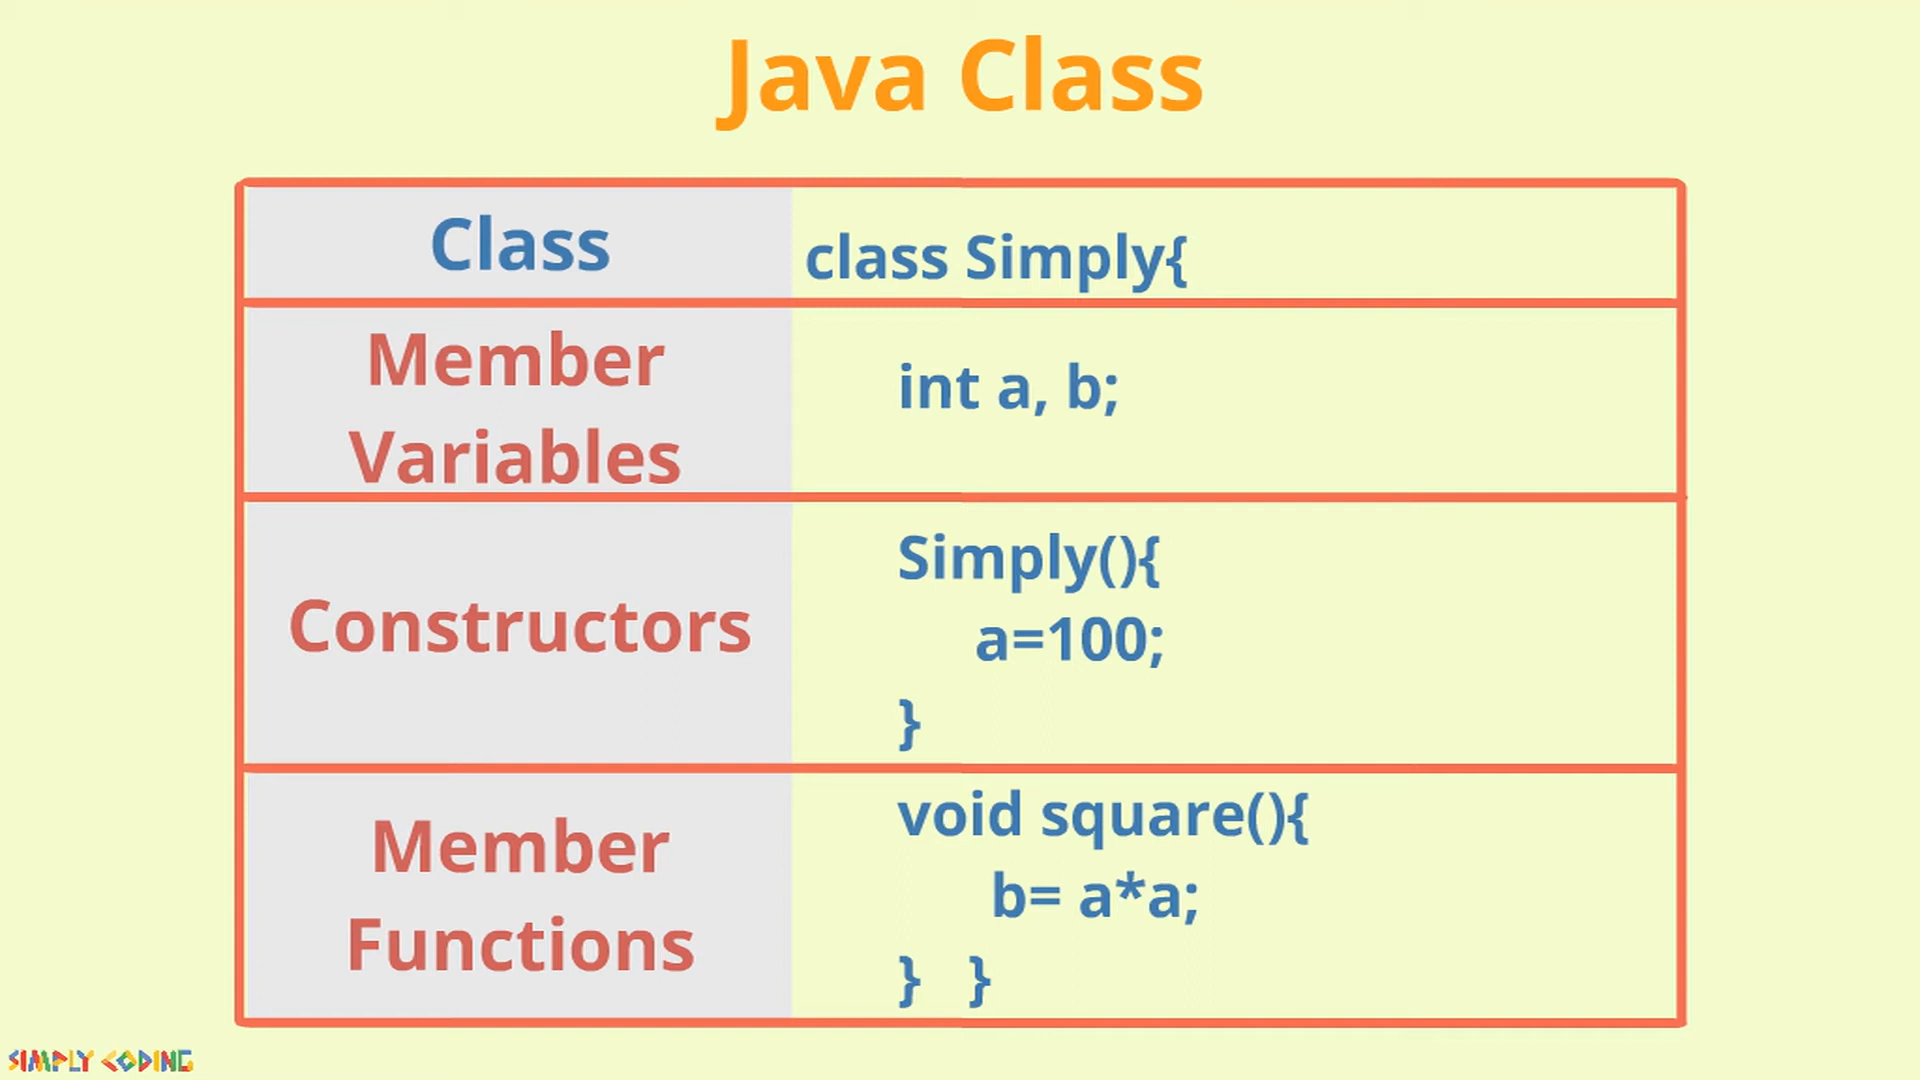 Java Class
Class
class Simply{
Member
Variables
int a, b;
Constructors
Simply(){
a=100;
}
Member
Functions
void square(){
b= a*a;
} }
SIMPLY CODING